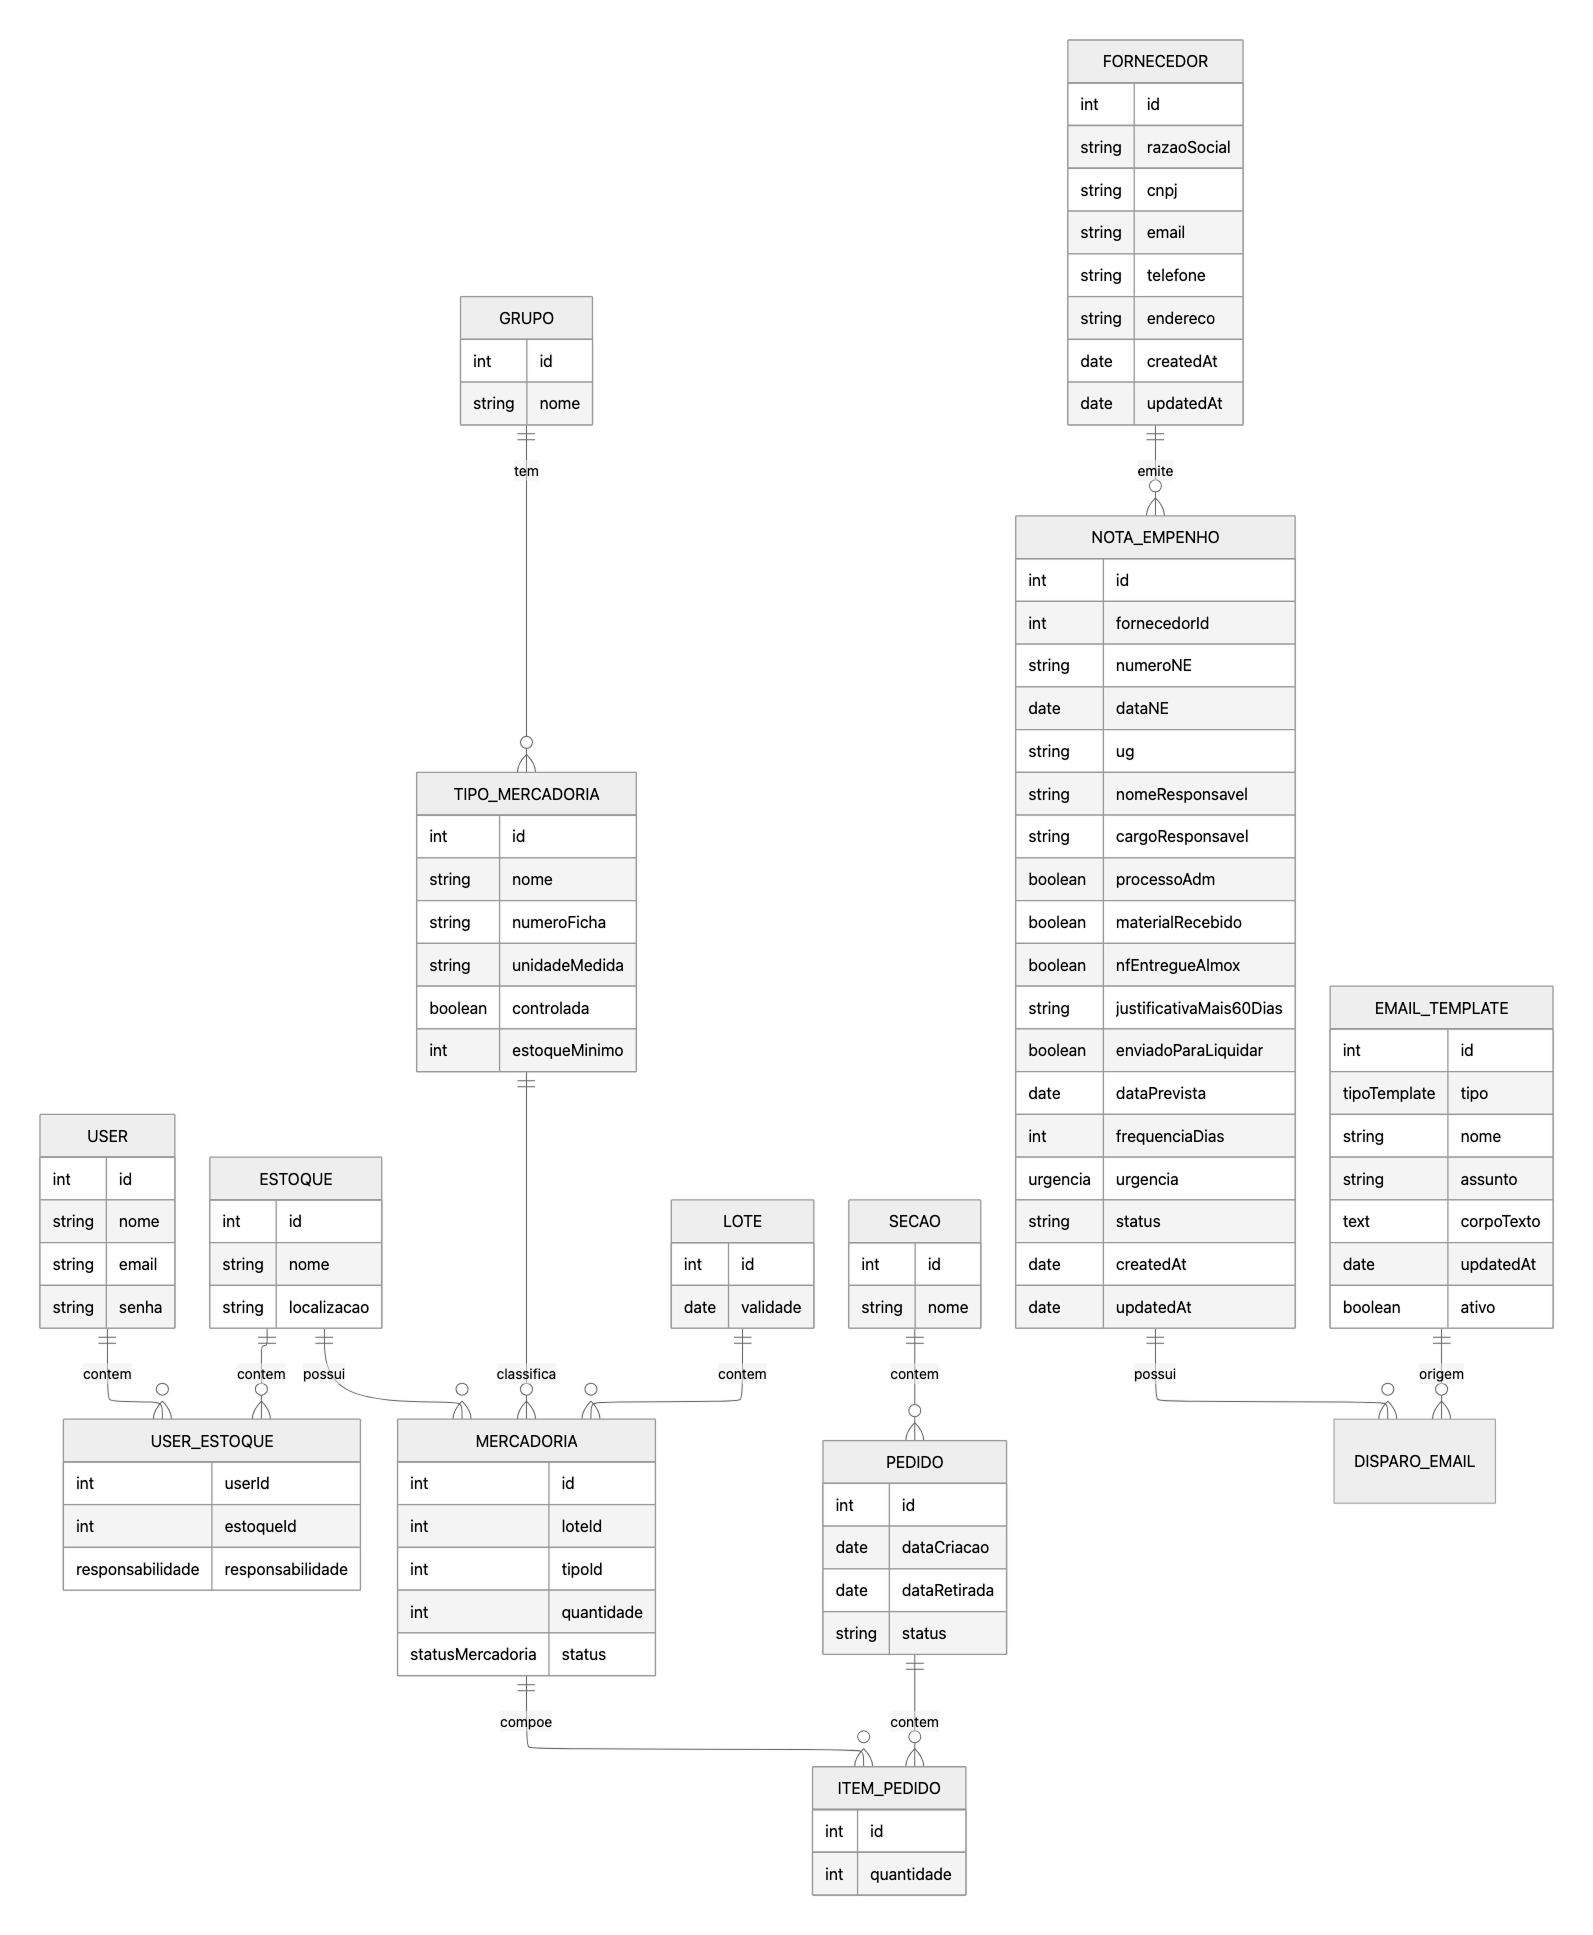 FORNECEDOR
int id
string razaoSocial
string cnpj
string email
string telefone
string endereco
date createdAt
date updatedAt
emite
GRUPO
int id
string nome
tem
NOTA_EMPENHO
int id
int fornecedorId
string numeroNE
date dataNE
string ug
string nomeResponsavel
string cargoResponsavel
boolean processoAdm
boolean materialRecebido
boolean nfEntregueAlmox
string justificativaMais60Dias
boolean enviadoParaLiquidar
date dataPrevista
int frequenciaDias
urgencia urgencia
string status
date createdAt
date updatedAt
possui
TIPO_MERCADORIA
int id
string nome
string numeroFicha
string unidadeMedida
boolean controlada
int estoqueMinimo
classifica
EMAIL_TEMPLATE
int id
tipoTemplate tipo
string nome
string assunto
text corpoTexto
date updatedAt
boolean ativo
origem
USER
int id
string nome
string email
string senha
contem
ESTOQUE
int id
string nome
string localizacao
contem
possui
LOTE
int id
date validade
contem
SECAO
int id
string nome
contem
USER_ESTOQUE
int userId
int estoqueId
responsabilidade responsabilidade
MERCADORIA
int id
int loteId
int tipoId
int quantidade
statusMercadoria status
compoe
PEDIDO
int id
date dataCriacao
date dataRetirada
string status
contem
DISPARO_EMAIL
ITEM_PEDIDO
int id
int quantidade